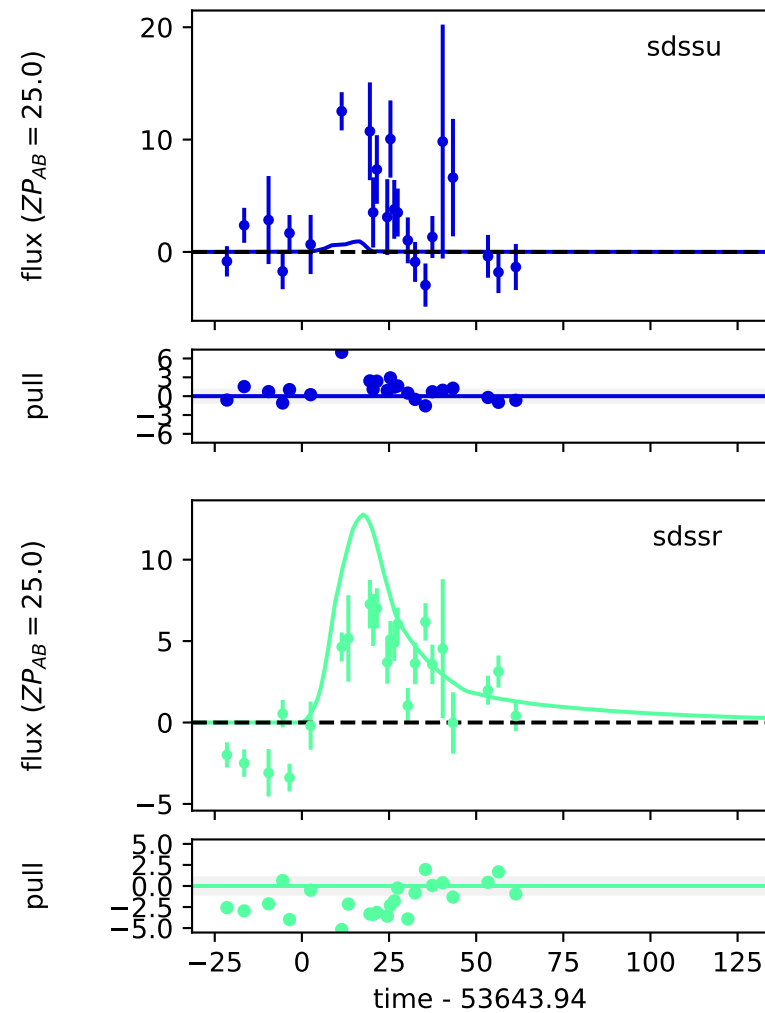 20
sdssu
10
0
flux (ZP_AB = 25.0)
6
3
0
−3
−6
pull
sdssr
10
5
0
−5
flux (ZP_AB = 25.0)
5.0
2.5
0.0
−2.5
−5.0
pull
−25 0 25 50 75 100 125
time - 53643.94